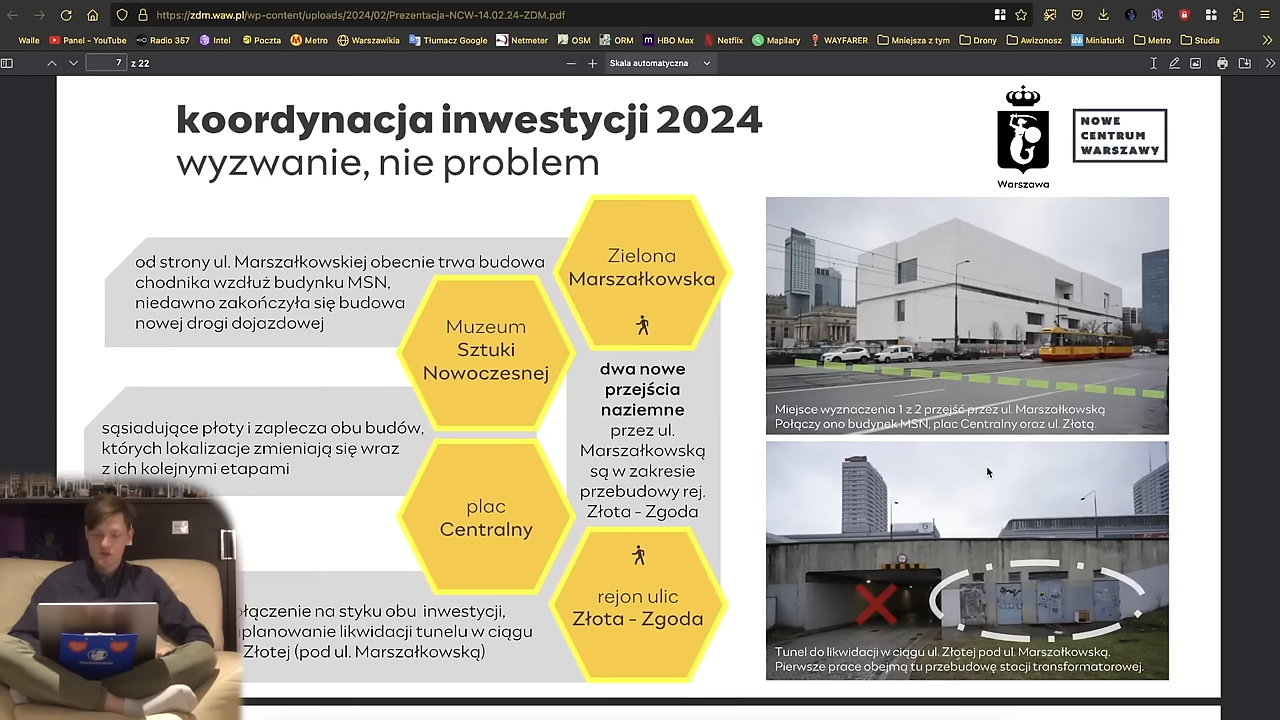 https://zdm.waw.pl/wp-content/uploads/2024/02/Prezentacja-NCW-14.02.24-ZDM.pdf
Walle
Panel - YouTube
Radio 357
Intel
Poczta
Metro
Warszawikia
Tłumacz Google
Netmeter
OSM
ORM
HBO Max
Netflix
Mapilary
WAYFARER
Mniejsza z tym
Drony
Awizonosz
Miniaturki
Metro
Studia
7 z 22
Skala automatyczna
koordynacja inwestycji 2024
wyzwanie, nie problem
Warszawa
NOWE
CENTRUM
WARSZAWY
od strony ul. Marszałkowskiej obecnie trwa budowa
chodnika wzdłuż budynku MSN,
niedawno zakończyła się budowa
nowej drogi dojazdowej
Zielona
Marszałkowska
Muzeum
Sztuki
Nowoczesnej
dwa nowe
przejścia
naziemne
przez ul.
Marszałkowską
są w zakresie
przebudowy rej.
Złota - Zgoda
sąsiadujące płoty i zaplecza obu budów,
których lokalizacje zmieniają się wraz
z ich kolejnymi etapami
plac
Centralny
rejon ulic
Złota - Zgoda
łączenie na styku obu inwestycji,
planowanie likwidacji tunelu w ciągu
Złotej (pod ul. Marszałkowską)
Miejsce wyznaczenia 1 z 2 przejść przez ul. Marszałkowską
Połączy ono budynek MSN, plac Centralny oraz ul. Złotą.
Tunel do likwidacji w ciągu ul. Złotej pod ul. Marszałkowską.
Pierwsze prace obejmą tu przebudowę stacji transformatorowej.